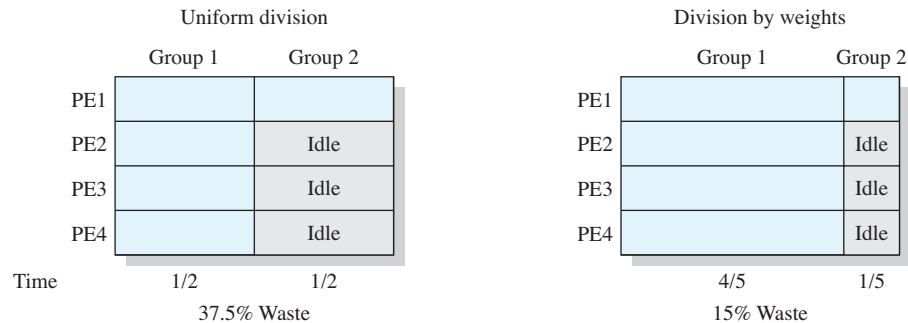 Uniform division
Group 1 Group 2
PE1
PE2 Idle
PE3 Idle
PE4 Idle
Time 1/2 1/2
37.5% Waste
Division by weights
Group 1 Group 2
PE1
PE2 Idle
PE3 Idle
PE4 Idle
4/5 1/5
15% Waste